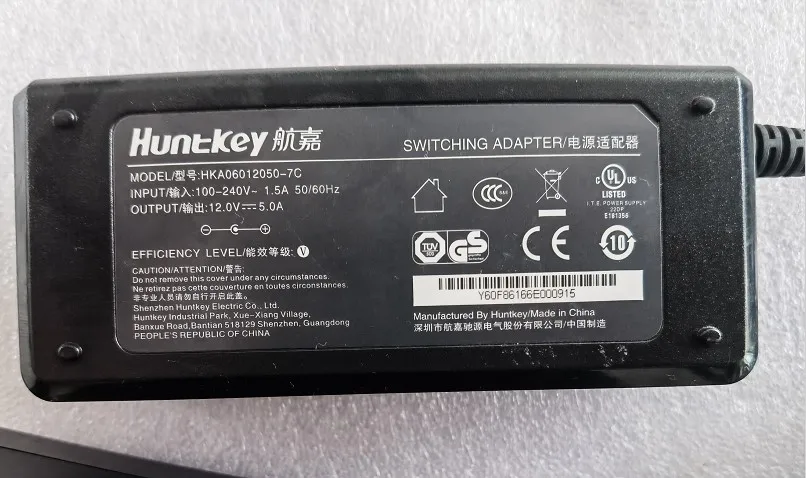 Huntkey 航嘉
SWITCHING ADAPTER/电源适配器
MODEL/型号:HKA06012050-7C
INPUT/输入:100-240V~ 1.5A 50/60Hz
OUTPUT/输出:12.0V⎓5.0A
EFFICIENCY LEVEL/能效等级: V
CAUTION/ATTENTION/警告:
Do not remove this cover under any circumstances.
Ne retirez pas cette couverture en toutes circonstances.
非专业人员请勿自行开启此盖。
Shenzhen Huntkey Electric Co., Ltd.
Huntkey Industrial Park, Xue-Xiang Village,
Banxue Road,Bantian 518129 Shenzhen, Guangdong
PEOPLE'S REPUBLIC OF CHINA
CCC
C UL US
LISTED
I.T.E. POWER SUPPLY
22DP
E181356
TUV GS
CE
10
Y60F86166E000915
Manufactured By Huntkey/Made in China
深圳市航嘉驰源电气股份有限公司/中国制造